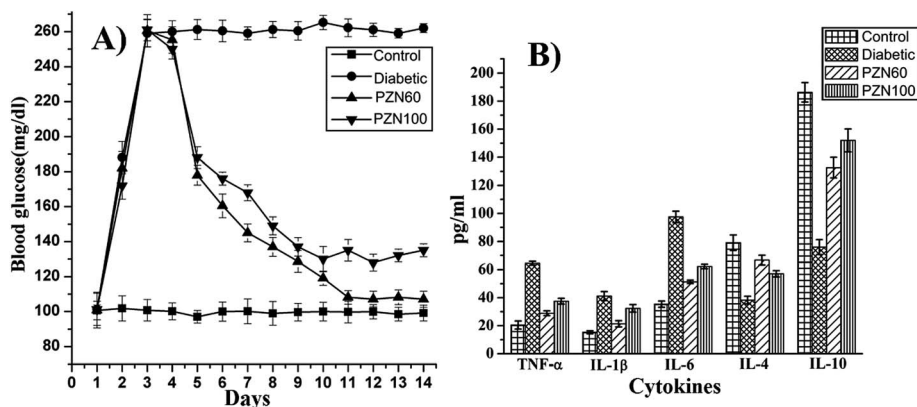 A)
Blood glucose(mg/dl)
260
240
220
200
180
160
140
120
100
80
0 1 2 3 4 5 6 7 8 9 10 11 12 13 14
Days
Control
Diabetic
PZN60
PZN100
B)
Control
Diabetic
PZN60
PZN100
pg/ml
200
180
160
140
120
100
80
60
40
20
0
TNF-α IL-1β IL-6 IL-4 IL-10
Cytokines